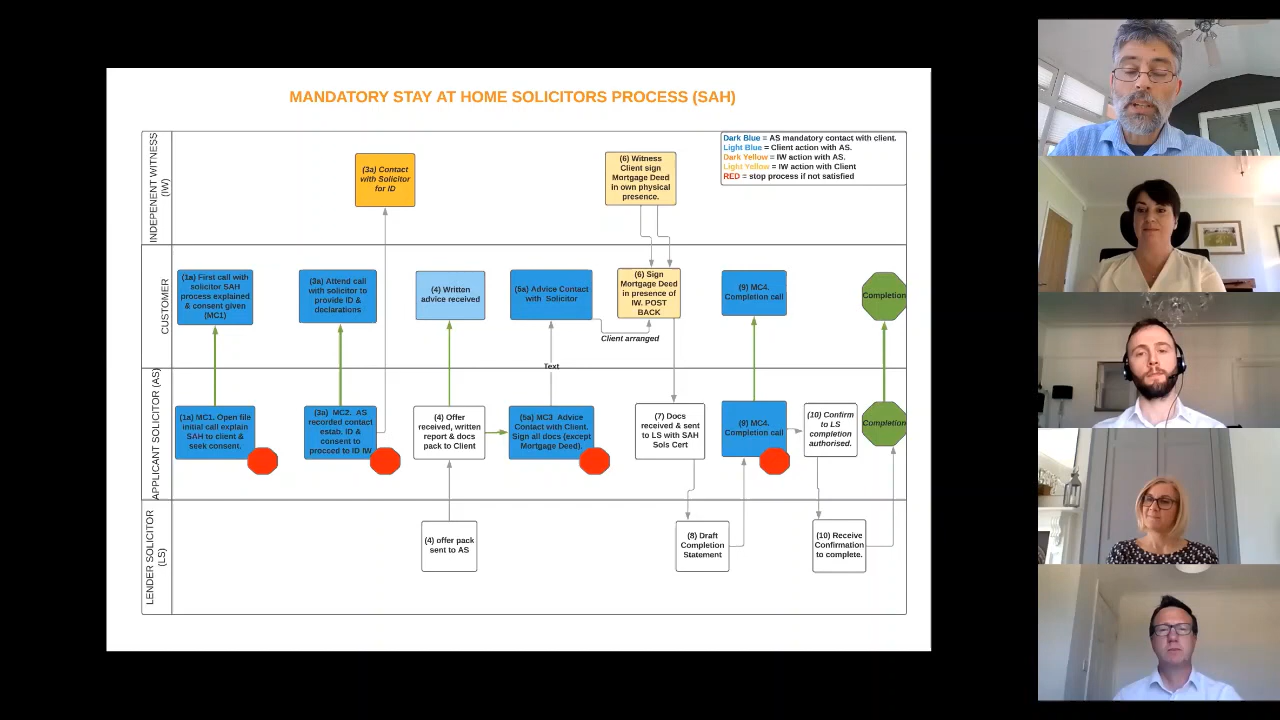 MANDATORY STAY AT HOME SOLICITORS PROCESS (SAH)
Dark Blue = AS mandatory contact with client.
Light Blue = Client action with AS.
Dark Yellow = IW action with AS.
Light Yellow = IW action with Client
RED = stop process if not satisfied
INDEPENENT WITNESS
(IW)
(3a) Contact
with Solicitor
for ID
(6) Witness
Client sign
Mortgage Deed
in own physical
presence.
CUSTOMER
(1a) First call with
solicitor SAH
process explained
& consent given
(MC1)
(3a) Attend call
with solicitor to
provide ID &
declarations
(4) Written
advice received
(5a) Advice Contact
with Solicitor
(6) Sign
Mortgage Deed
in presence of
IW. POST
BACK
(9) MC4.
Completion call
Completion
Client arranged
Text
APPLICANT SOLICITOR (AS)
(1a) MC1. Open file
initial call explain
SAH to client &
seek consent.
(3a) MC2. AS
recorded contact
estab. ID &
consent to
procced to ID IW
(4) Offer
received, written
report & docs
pack to Client
(5a) MC3 Advice
Contact with Client.
Sign all docs (except
Mortgage Deed).
(7) Docs
received & sent
to LS with SAH
Sols Cert
(9) MC4.
Completion call
(10) Confirm
to LS
completion
authorised.
Completion
LENDER SOLICITOR
(LS)
(4) offer pack
sent to AS
(8) Draft
Completion
Statement
(10) Receive
Confirmation
to complete.